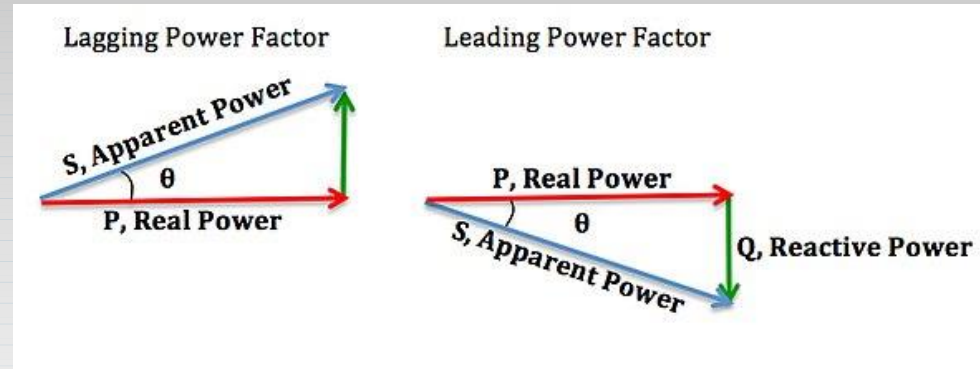 Lagging Power Factor
S, Apparent Power
θ
P, Real Power
Leading Power Factor
P, Real Power
θ
S, Apparent Power
Q, Reactive Power